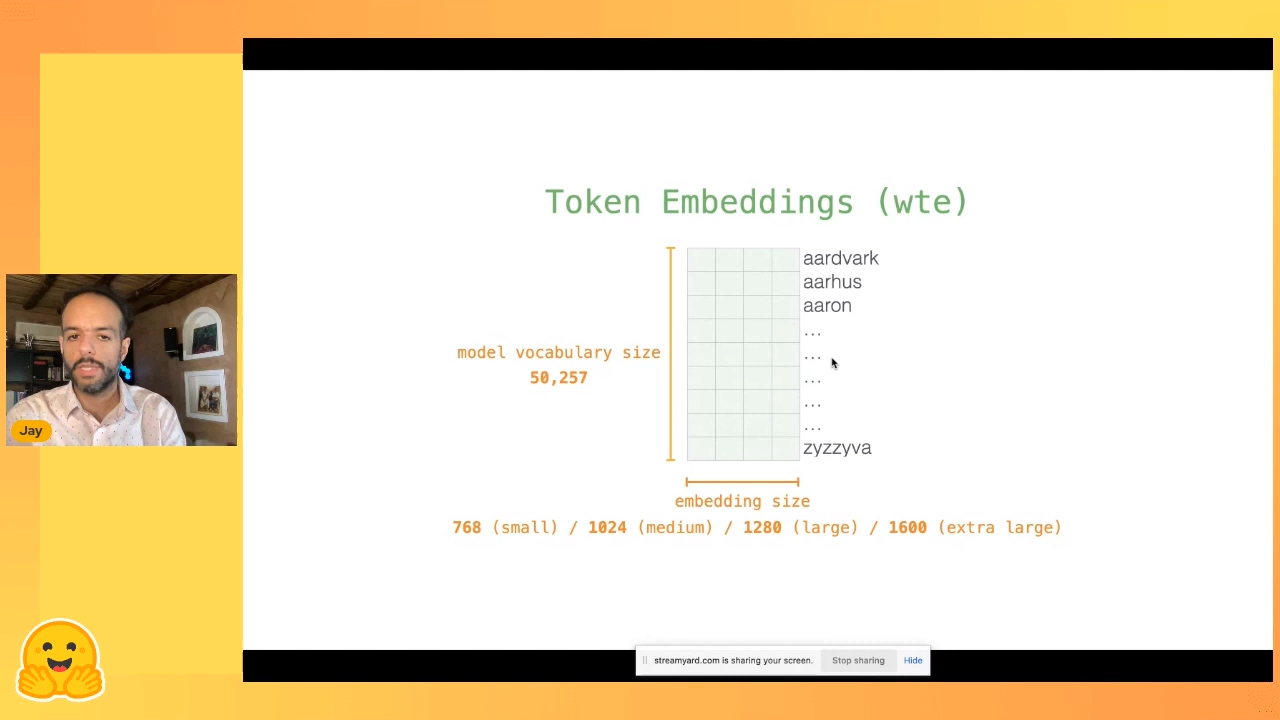 Token Embeddings (wte)
aardvark
aarhus
aaron
...
...
...
...
...
zyzzyva
model vocabulary size
50,257
embedding size
768 (small) / 1024 (medium) / 1280 (large) / 1600 (extra large)
Jay
streamyard.com is sharing your screen. Stop sharing Hide